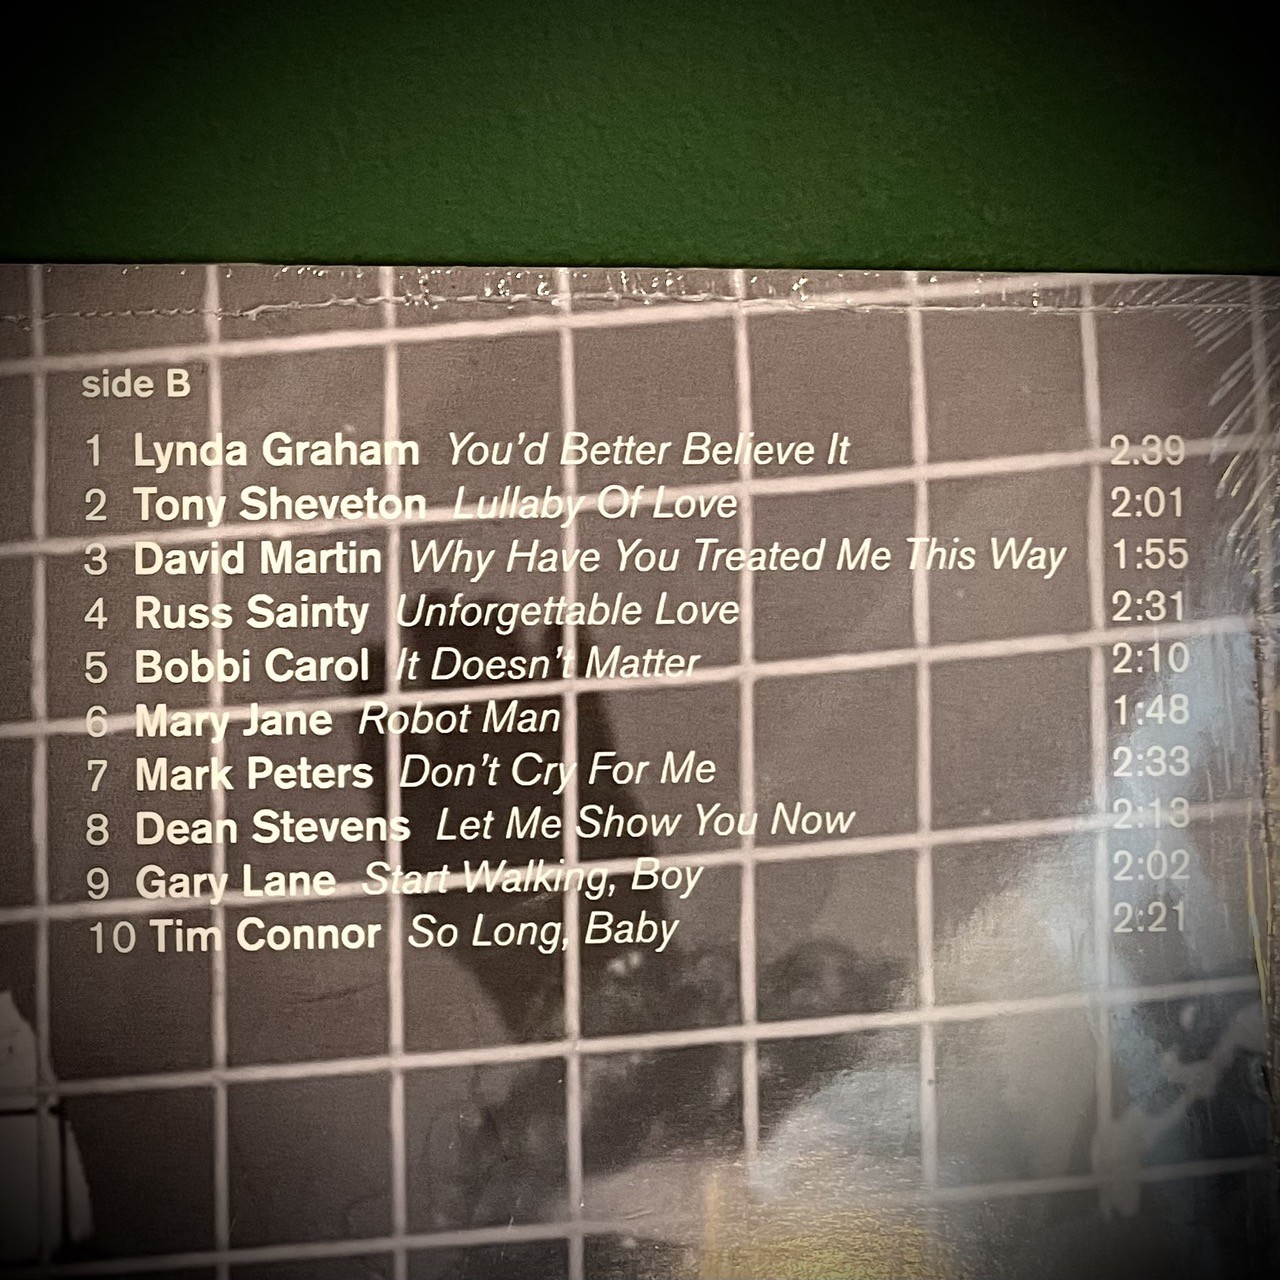 side B
1 Lynda Graham You'd Better Believe It 2.39
2 Tony Sheveton Lullaby Of Love 2:01
3 David Martin Why Have You Treated Me This Way 1:55
4 Russ Sainty Unforgettable Love 2:31
5 Bobbi Carol It Doesn't Matter 2:10
6 Mary Jane Robot Man 1:48
7 Mark Peters Don't Cry For Me 2:33
8 Dean Stevens Let Me Show You Now 2:13
9 Gary Lane Start Walking, Boy 2:02
10 Tim Connor So Long, Baby 2:21